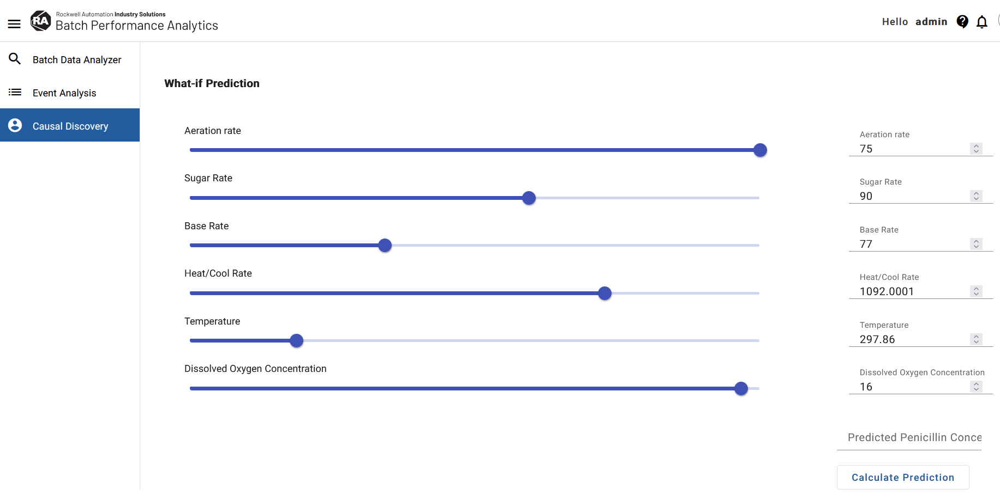 RA
Rockwell Automation Industry Solutions
Batch Performance Analytics
Hello admin
Batch Data Analyzer
Event Analysis
Causal Discovery
What-if Prediction
Aeration rate
Aeration rate
75
Sugar Rate
Sugar Rate
90
Base Rate
Base Rate
77
Heat/Cool Rate
Heat/Cool Rate
1092.0001
Temperature
Temperature
297.86
Dissolved Oxygen Concentration
Dissolved Oxygen Concentration
16
Predicted Penicillin Conce
Calculate Prediction